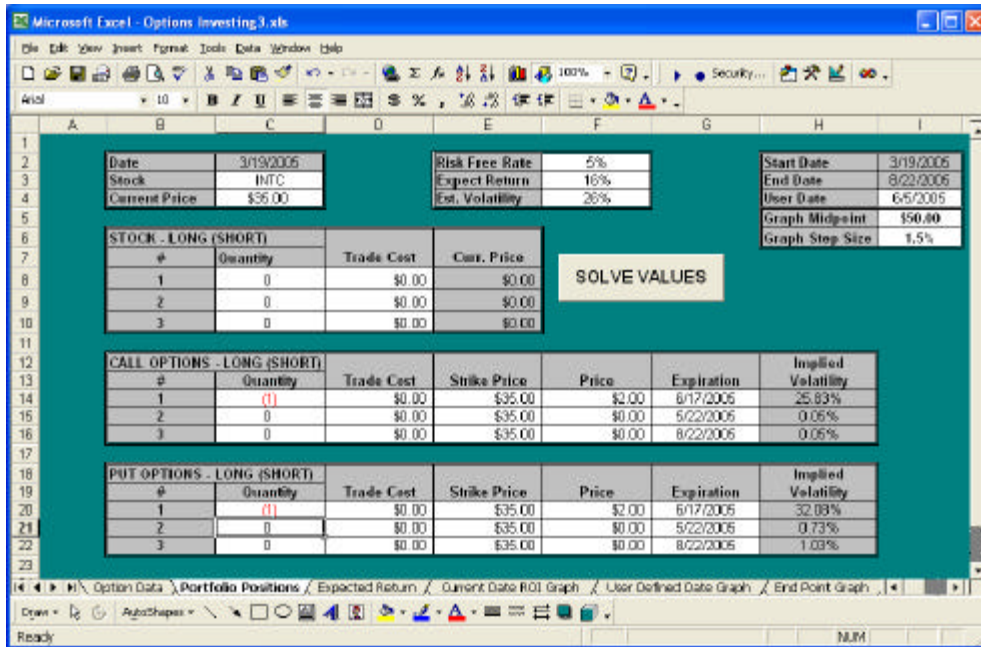 Microsoft Excel - Options Investing3.xls
File Edit View Insert Format Tools Data Window Help
100% Security...
Arial 10 B I U $ % ,
A B C D E F G H I
1
2 Date 3/19/2005 Risk Free Rate 5% Start Date 3/19/2005
3 Stock INTC Expect Return 16% End Date 8/22/2005
4 Current Price $35.00 Est. Volatility 26% User Date 6/5/2005
5 Graph Midpoint $50.00
6 STOCK - LONG (SHORT) Graph Step Size 1.5%
7 # Quantity Trade Cost Curr. Price
SOLVE VALUES
8 1 0 $0.00 $0.00
9 2 0 $0.00 $0.00
10 3 0 $0.00 $0.00
11
12 CALL OPTIONS - LONG (SHORT) Implied
13 # Quantity Trade Cost Strike Price Price Expiration Volatility
14 1 (1) $0.00 $35.00 $2.00 6/17/2005 25.83%
15 2 0 $0.00 $35.00 $0.00 5/22/2005 0.05%
16 3 0 $0.00 $35.00 $0.00 8/22/2005 0.05%
17
18 PUT OPTIONS - LONG (SHORT) Implied
19 # Quantity Trade Cost Strike Price Price Expiration Volatility
20 1 (1) $0.00 $35.00 $2.00 6/17/2005 32.08%
21 2 0 $0.00 $35.00 $0.00 5/22/2005 0.73%
22 3 0 $0.00 $35.00 $0.00 8/22/2005 1.03%
23
Option Data Portfolio Positions Expected Return Current Date ROI Graph User Defined Date Graph End Point Graph
Draw AutoShapes
Ready NUM